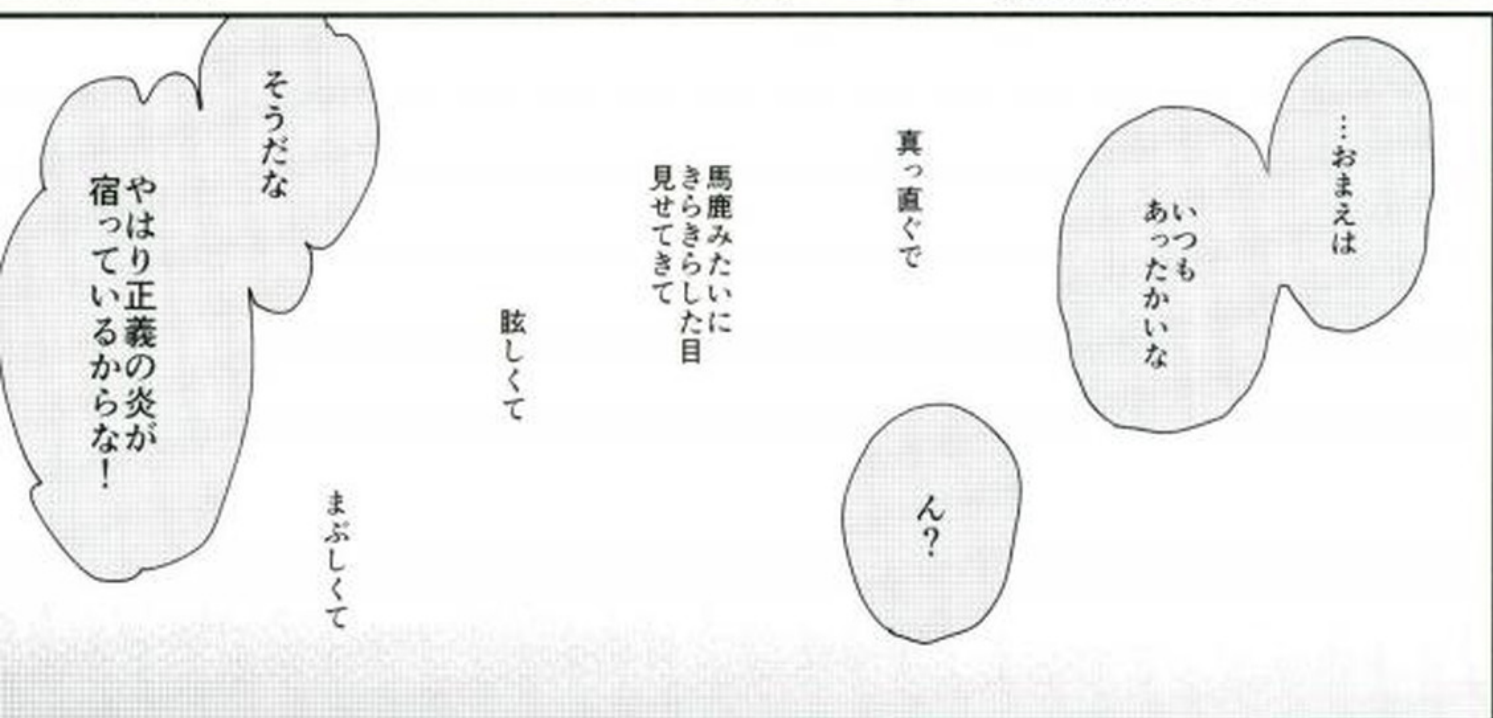 …おまえは
いつも
あったかいな
真っ直ぐで
ん？
馬鹿みたいに
きらきらした目
見せてきて
眩しくて
まぶしくて
そうだな
やはり正義の炎が
宿っているからな！